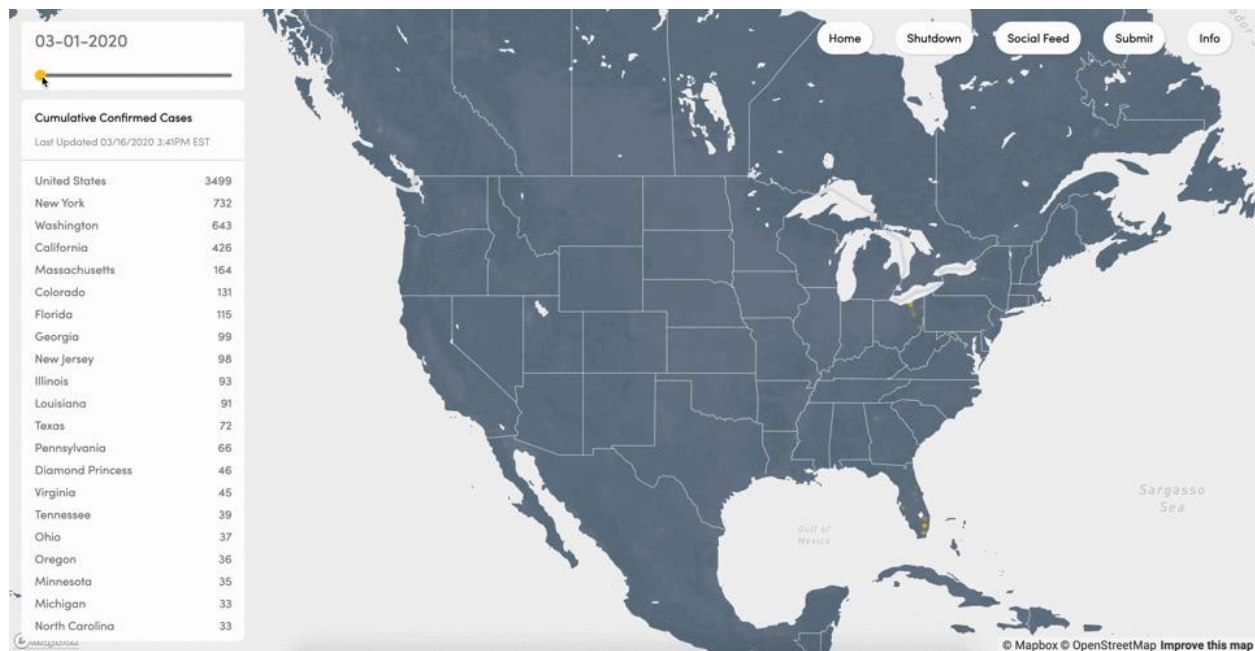 03-01-2020
Home
Shutdown
Social Feed
Submit
Info
Cumulative Confirmed Cases
Last Updated 03/16/2020 3:41PM EST
United States 3499
New York 732
Washington 643
California 426
Massachusetts 164
Colorado 131
Florida 115
Georgia 99
New Jersey 98
Illinois 93
Louisiana 91
Texas 72
Pennsylvania 66
Diamond Princess 46
Virginia 45
Tennessee 39
Ohio 37
Oregon 36
Minnesota 35
Michigan 33
North Carolina 33
Gulf of
Mexico
Sargasso
Sea
© Mapbox © OpenStreetMap Improve this map